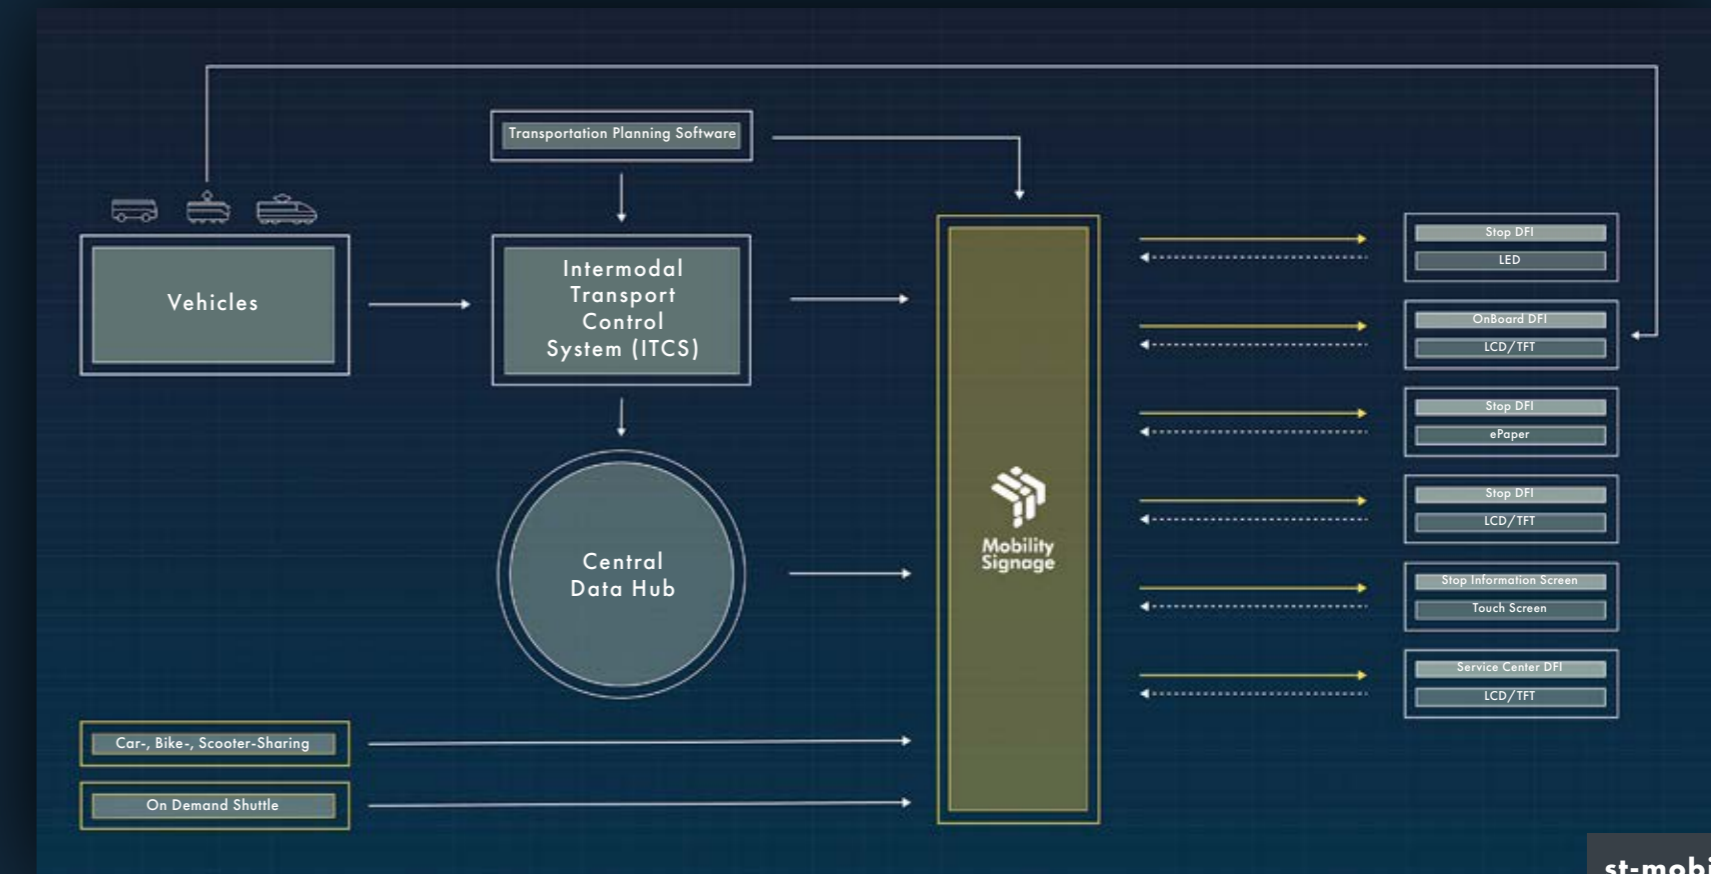 Transportation Planning Software
Vehicles
Intermodal
Transport
Control
System (ITCS)
Central
Data Hub
Car-, Bike-, Scooter-Sharing
On Demand Shuttle
Mobility
Signage
Stop DFI
LED
OnBoard DFI
LCD/TFT
Stop DFI
ePaper
Stop DFI
LCD/TFT
Stop Information Screen
Touch Screen
Service Center DFI
LCD/TFT